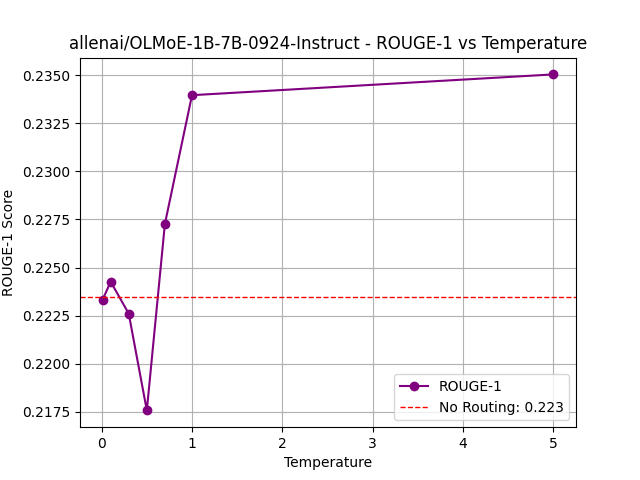 allenai/OLMoE-1B-7B-0924-Instruct - ROUGE-1 vs Temperature
ROUGE-1 Score
0.2350
0.2325
0.2300
0.2275
0.2250
0.2225
0.2200
0.2175
ROUGE-1
No Routing: 0.223
0 1 2 3 4 5
Temperature